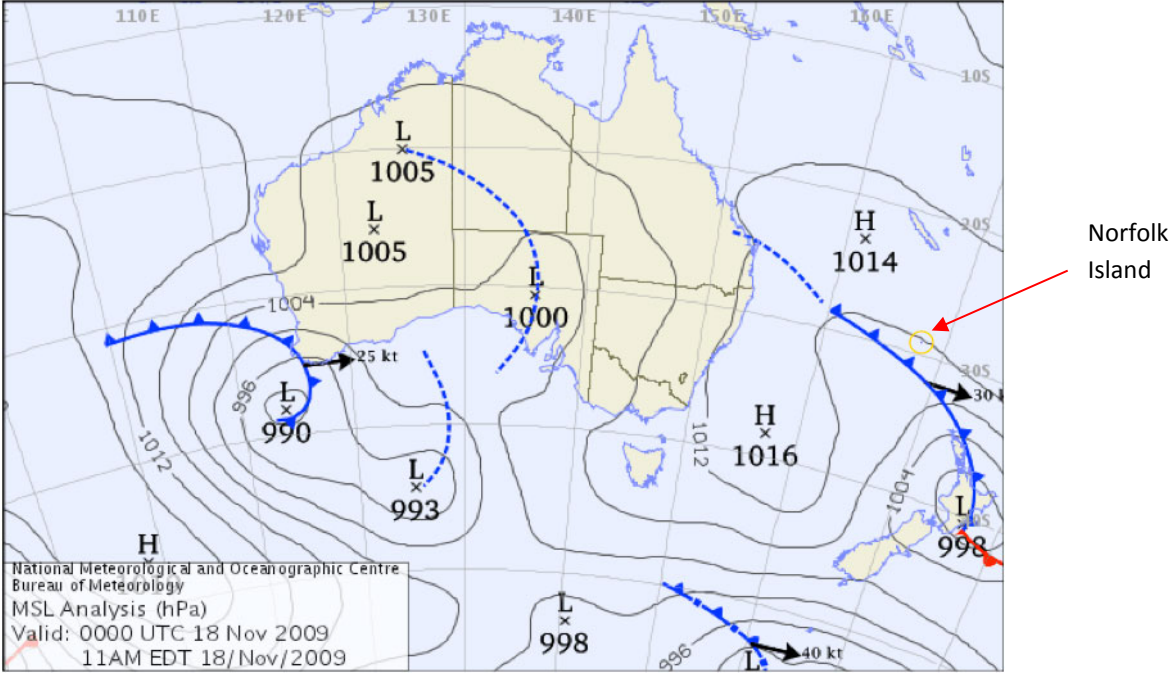 110E 120E 130E 140E 150E 160E
10S
L
1005
L
1005
H
1014
20S
Norfolk
Island
L
1000
1004
25 kt
30S
30
996
L
990
H
1016
1012
1012
1004
L
993
L
998
H
National Meteorological and Oceanographic Centre
Bureau of Meteorology
MSL Analysis (hPa)
Valid: 0000 UTC 18 Nov 2009
11AM EDT 18/Nov/2009
L
998
996
L
40 kt